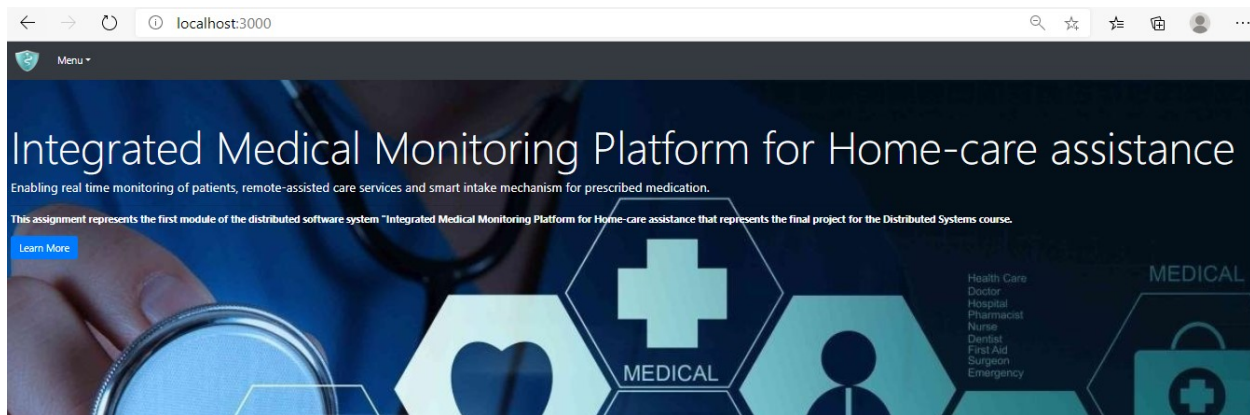 localhost:3000
Menu
Integrated Medical Monitoring Platform for Home-care assistance
Enabling real time monitoring of patients, remote-assisted care services and smart intake mechanism for prescribed medication.
This assignment represents the first module of the distributed software system "Integrated Medical Monitoring Platform for Home-care assistance that represents the final project for the Distributed Systems course.
Learn More
Health Care
Doctor
Hospital
Pharmacist
Nurse
Dentist
First Aid
Surgeon
Emergency
MEDICAL
MEDICAL